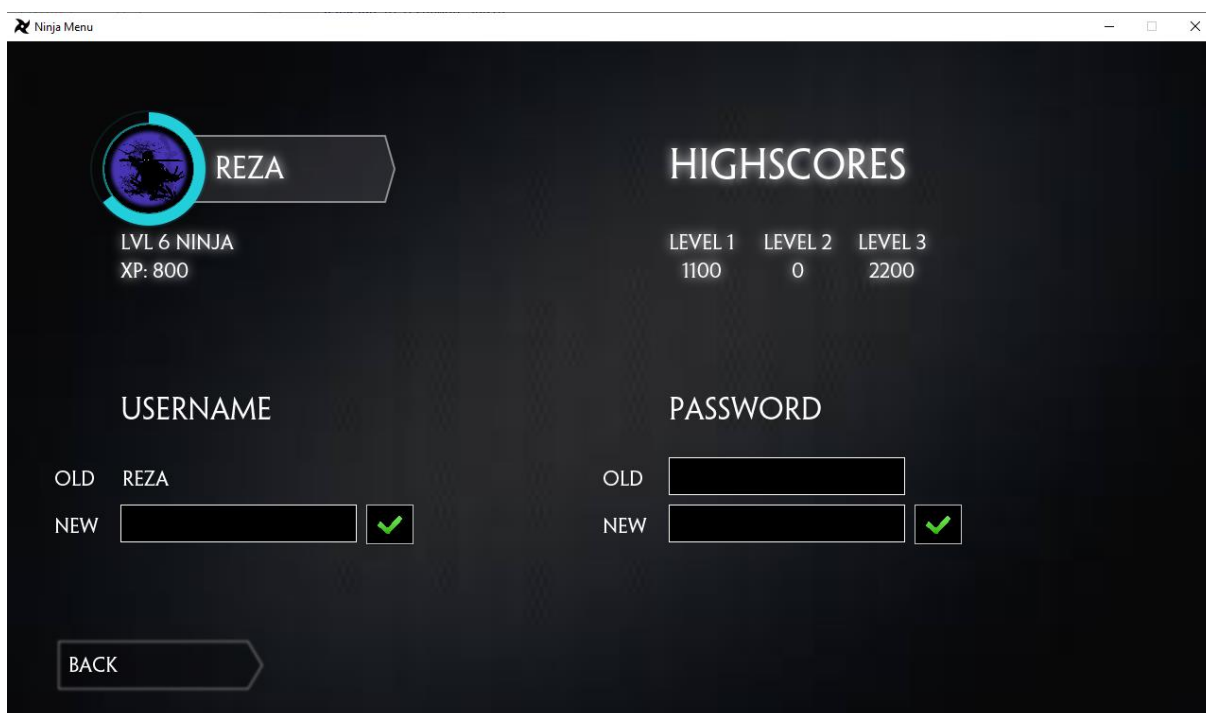 Ninja Menu
REZA
LVL 6 NINJA
XP: 800
HIGHSCORES
LEVEL 1 LEVEL 2 LEVEL 3
1100 0 2200
USERNAME
OLD REZA
NEW
PASSWORD
OLD
NEW
BACK